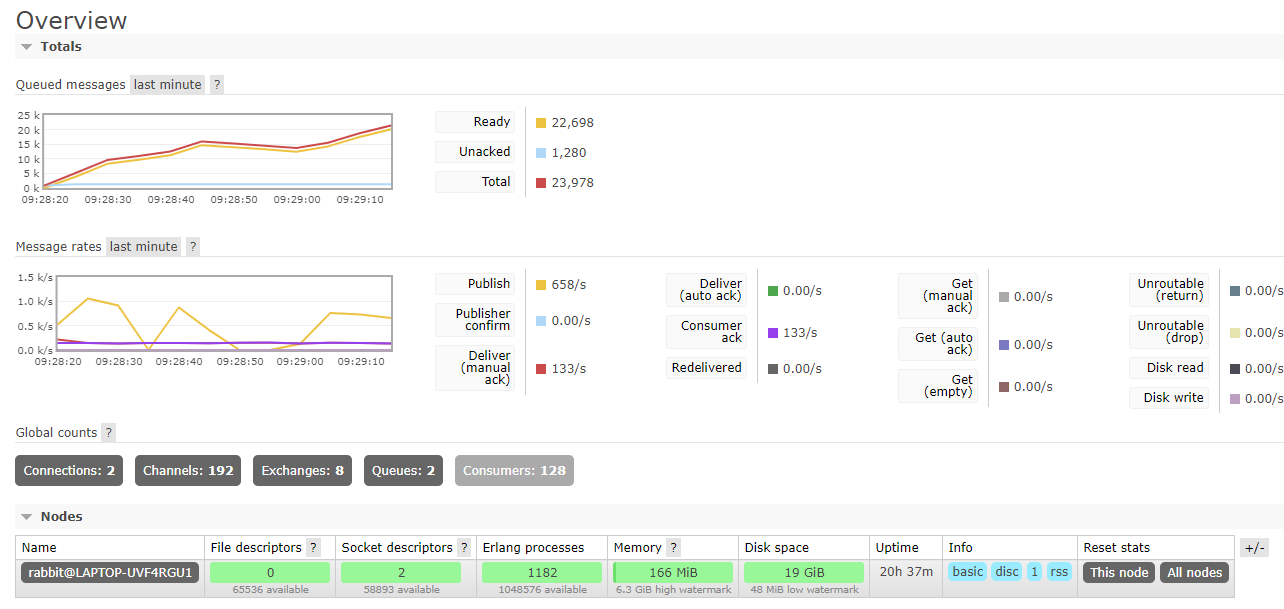 Overview
Totals
Queued messages last minute ?
25 k
20 k
15 k
10 k
5 k
0 k
09:28:20 09:28:30 09:28:40 09:28:50 09:29:00 09:29:10
Ready 22,698
Unacked 1,280
Total 23,978
Message rates last minute ?
1.5 k/s
1.0 k/s
0.5 k/s
0.0 k/s
09:28:20 09:28:30 09:28:40 09:28:50 09:29:00 09:29:10
Publish 658/s
Publisher
confirm 0.00/s
Deliver
(manual
ack) 133/s
Deliver
(auto ack) 0.00/s
Consumer
ack 133/s
Redelivered 0.00/s
Get
(manual
ack) 0.00/s
Get (auto
ack) 0.00/s
Get
(empty) 0.00/s
Unroutable
(return) 0.00/s
Unroutable
(drop) 0.00/s
Disk read 0.00/s
Disk write 0.00/s
Global counts ?
Connections: 2 Channels: 192 Exchanges: 8 Queues: 2 Consumers: 128
Nodes
Name File descriptors ? Socket descriptors ? Erlang processes Memory ? Disk space Uptime Info Reset stats +/-
rabbit@LAPTOP-UVF4RGU1 0 2 1182 166 MiB 19 GiB 20h 37m basic disc 1 rss This node All nodes
65536 available 58893 available 1048576 available 6.3 GiB high watermark 48 MiB low watermark